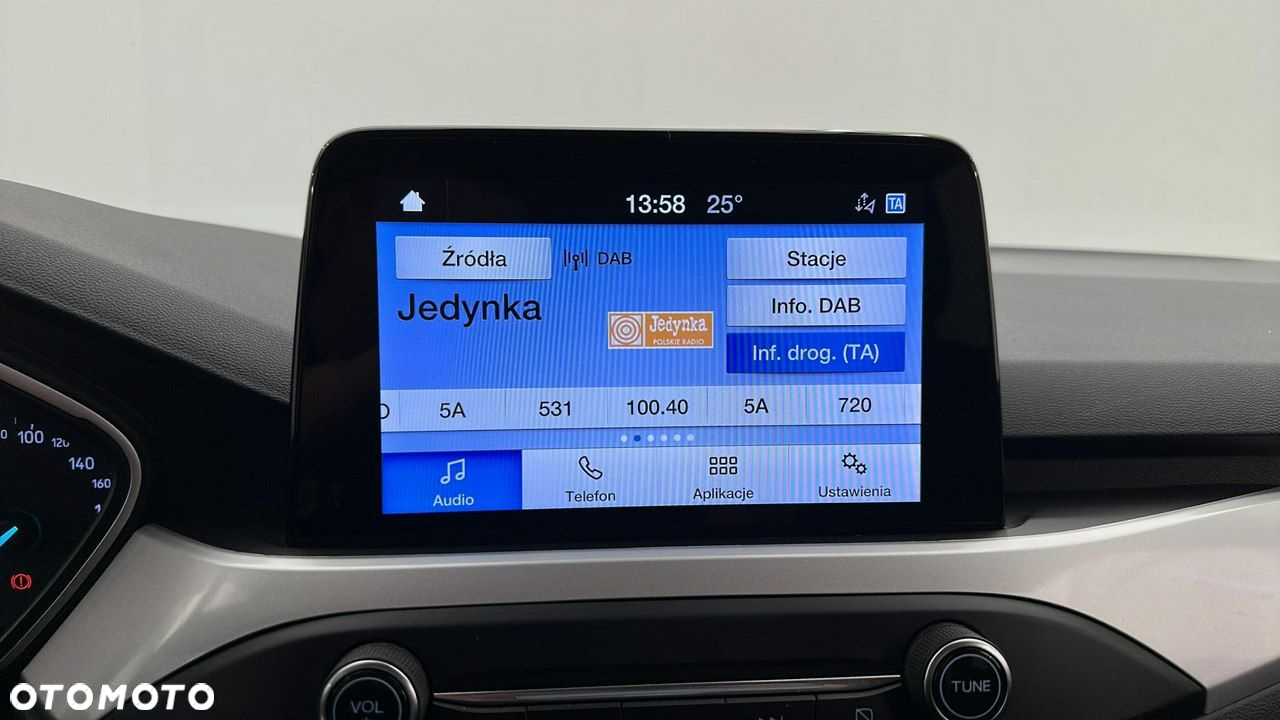 13:58 25°
TA
Źródła
DAB
Stacje
Jedynka
Jedynka
POLSKIE RADIO
Info. DAB
Inf. drog. (TA)
5A 531 100.40 5A 720
Audio Telefon Aplikacje Ustawienia
100 120
140
160
VOL
TUNE
OTOMOTO